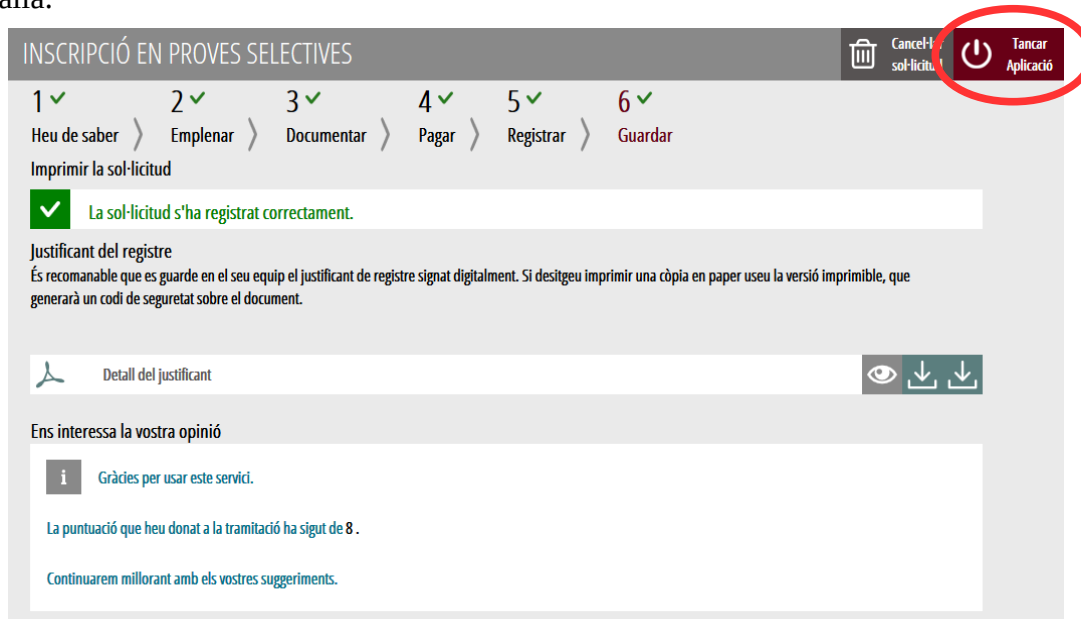 INSCRIPCIÓ EN PROVES SELECTIVES
Tancar
Aplicació
1
2
3
4
5
6
Heu de saber
Emplenar
Documentar
Pagar
Registrar
Guardar
Imprimir la sol·licitud
La sol·licitud s'ha registrat correctament.
Justificant del registre
És recomanable que es guarde en el seu equip el justificant de registre signat digitalment. Si desitgeu imprimir una còpia en paper useu la versió imprimible, que
generarà un codi de seguretat sobre el document.
Detall del justificant
Ens interessa la vostra opinió
i
Gràcies per usar este servici.
La puntuació que heu donat a la tramitació ha sigut de 8 .
Continuarem millorant amb els vostres suggeriments.